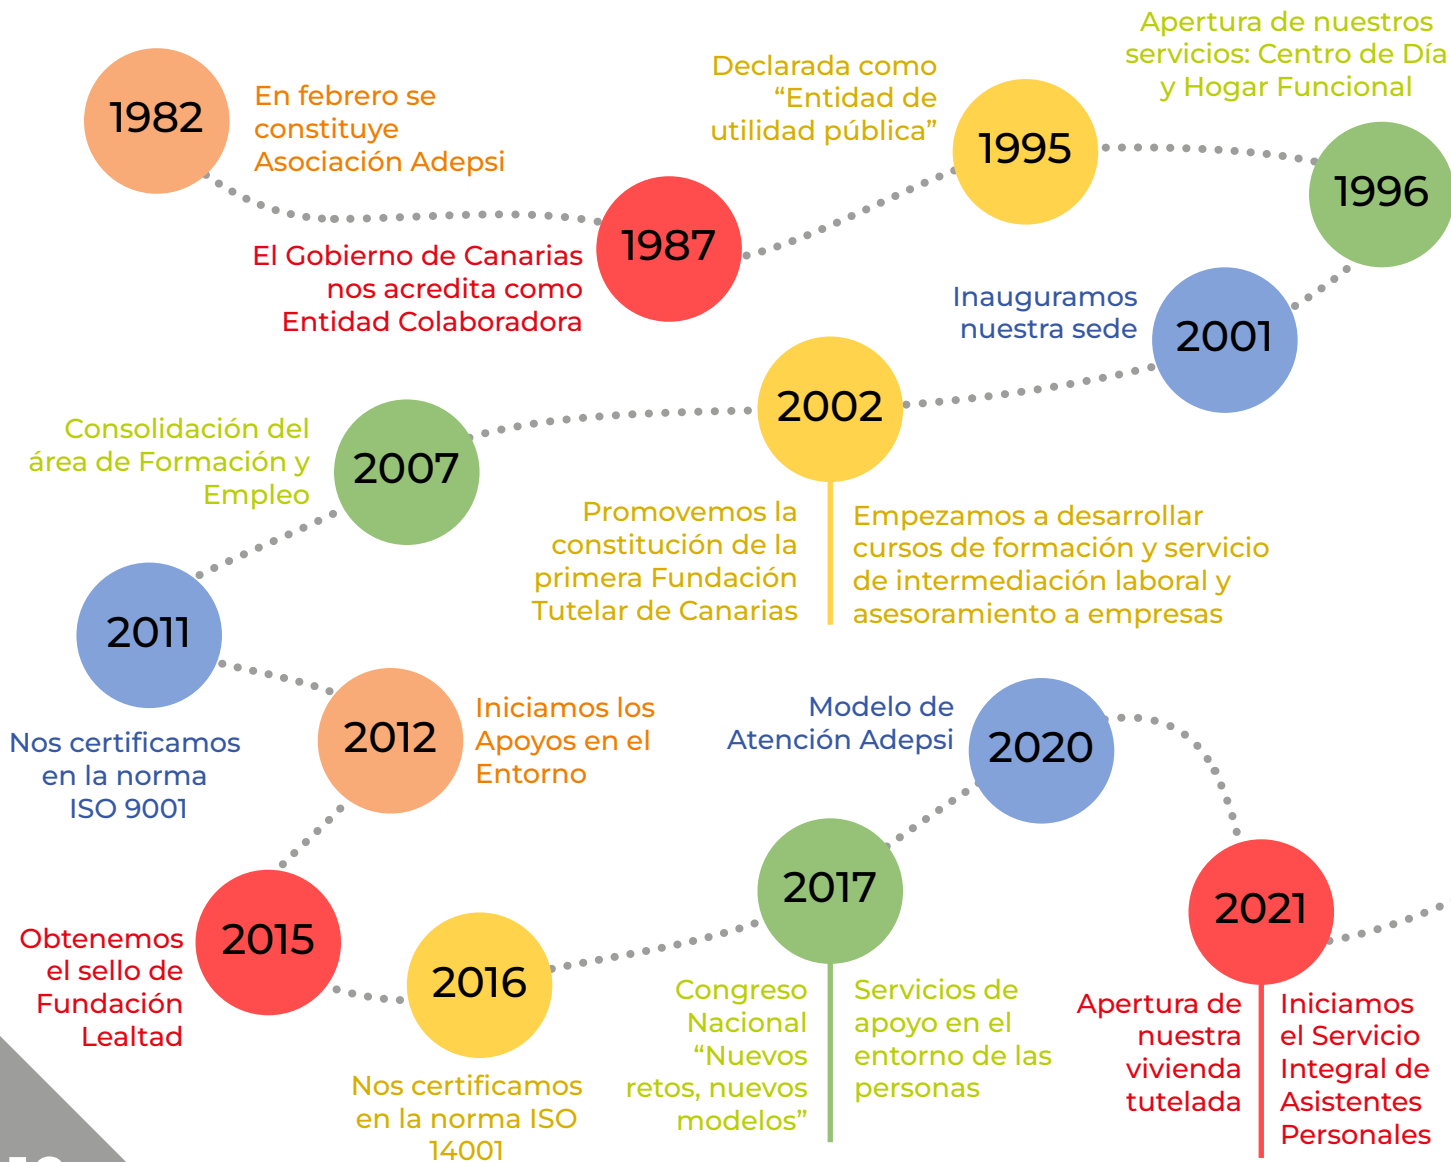 1982
En febrero se
constituye
Asociación Adepsi
1987
El Gobierno de Canarias
nos acredita como
Entidad Colaboradora
1995
Declarada como
“Entidad de
utilidad pública”
1996
Apertura de nuestros
servicios: Centro de Día
y Hogar Funcional
2001
Inauguramos
nuestra sede
2002
Promovemos la
constitución de la
primera Fundación
Tutelar de Canarias
Empezamos a desarrollar
cursos de formación y servicio
de intermediación laboral y
asesoramiento a empresas
2007
Consolidación del
área de Formación y
Empleo
2011
Nos certificamos
en la norma
ISO 9001
2012
Iniciamos los
Apoyos en el
Entorno
2015
Obtenemos
el sello de
Fundación
Lealtad
2016
Nos certificamos
en la norma ISO
14001
2017
Congreso
Nacional
“Nuevos
retos, nuevos
modelos”
Servicios de
apoyo en el
entorno de las
personas
2020
Modelo de
Atención Adepsi
2021
Apertura de
nuestra
vivienda
tutelada
Iniciamos
el Servicio
Integral de
Asistentes
Personales